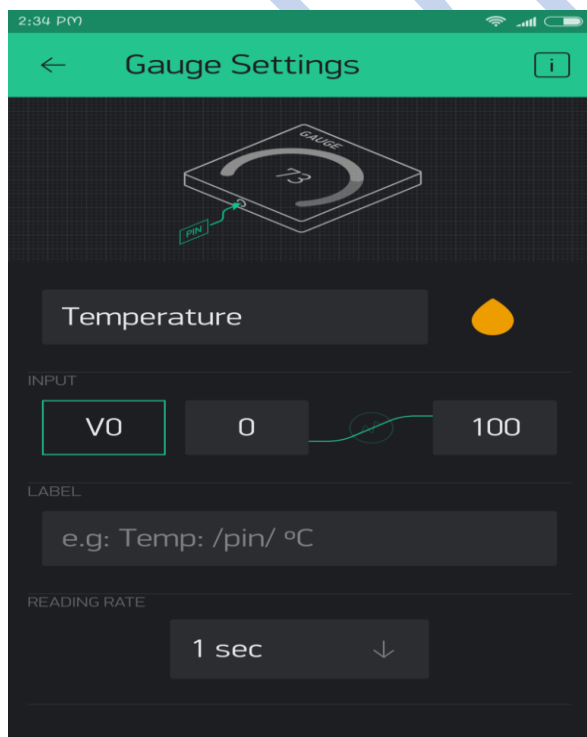 2:34 PM
Gauge Settings
i
GAUGE
73
PIN
Temperature
INPUT
V0 0 100
LABEL
e.g: Temp: /pin/ ºC
READING RATE
1 sec